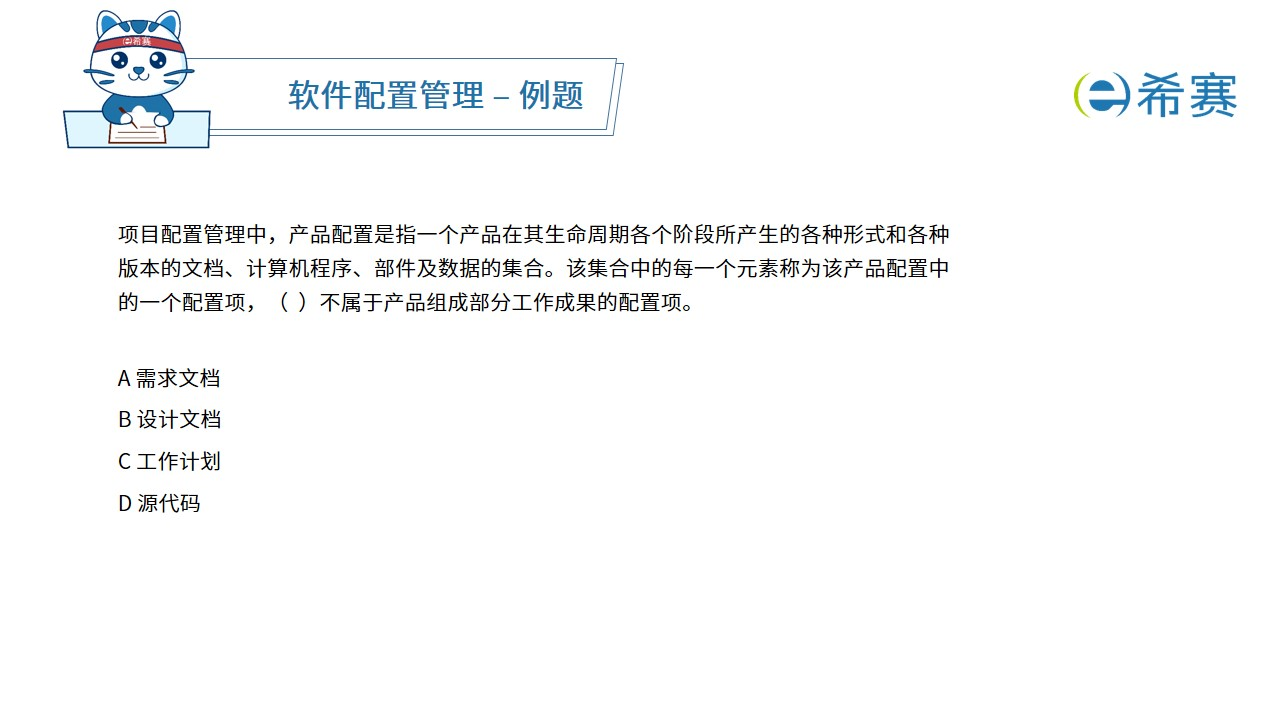 希赛
软件配置管理 – 例题
希赛
项目配置管理中，产品配置是指一个产品在其生命周期各个阶段所产生的各种形式和各种
版本的文档、计算机程序、部件及数据的集合。该集合中的每一个元素称为该产品配置中
的一个配置项，（ ）不属于产品组成部分工作成果的配置项。
A 需求文档
B 设计文档
C 工作计划
D 源代码